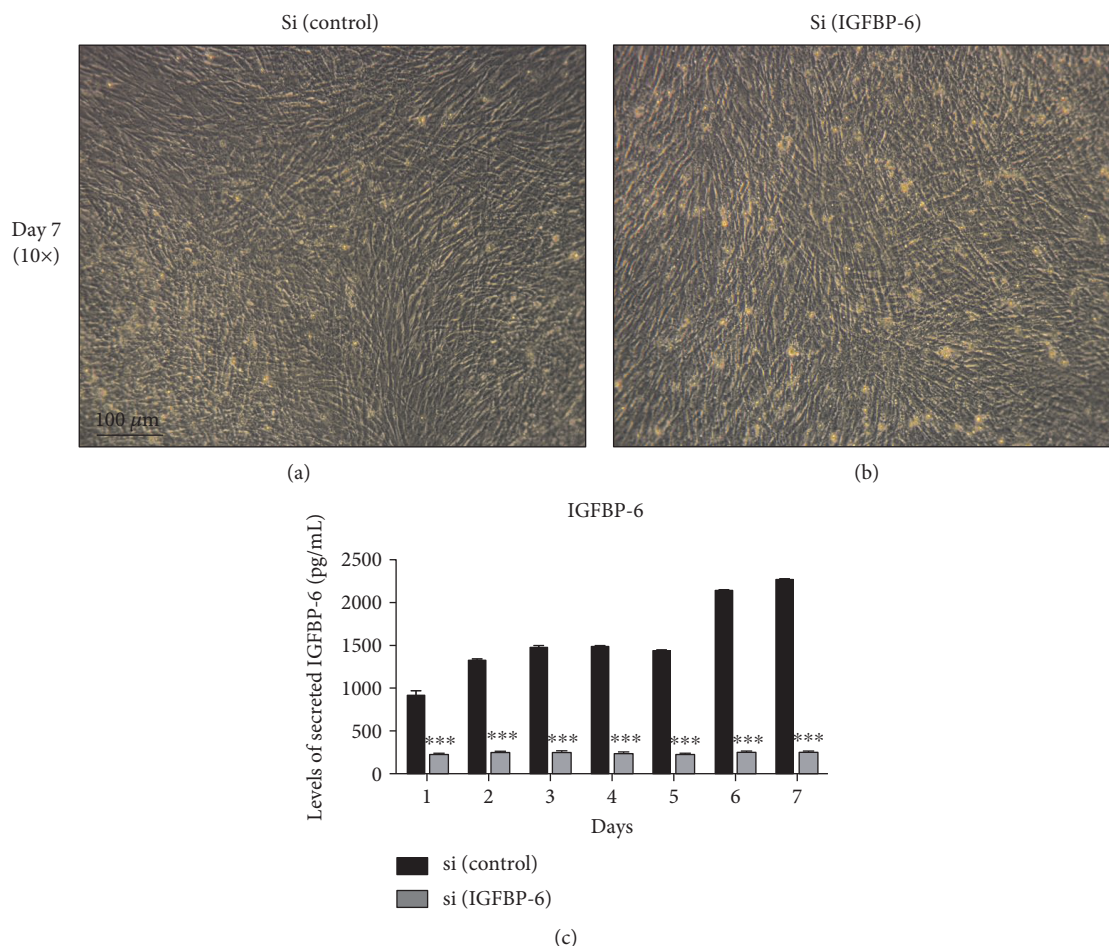 Si (control)
Si (IGFBP-6)
Day 7
(10×)
100 μm
(a)
(b)
IGFBP-6
Levels of secreted IGFBP-6 (pg/mL)
2500
2000
1500
1000
500
0
*** *** *** *** *** *** ***
1 2 3 4 5 6 7
Days
si (control)
si (IGFBP-6)
(c)